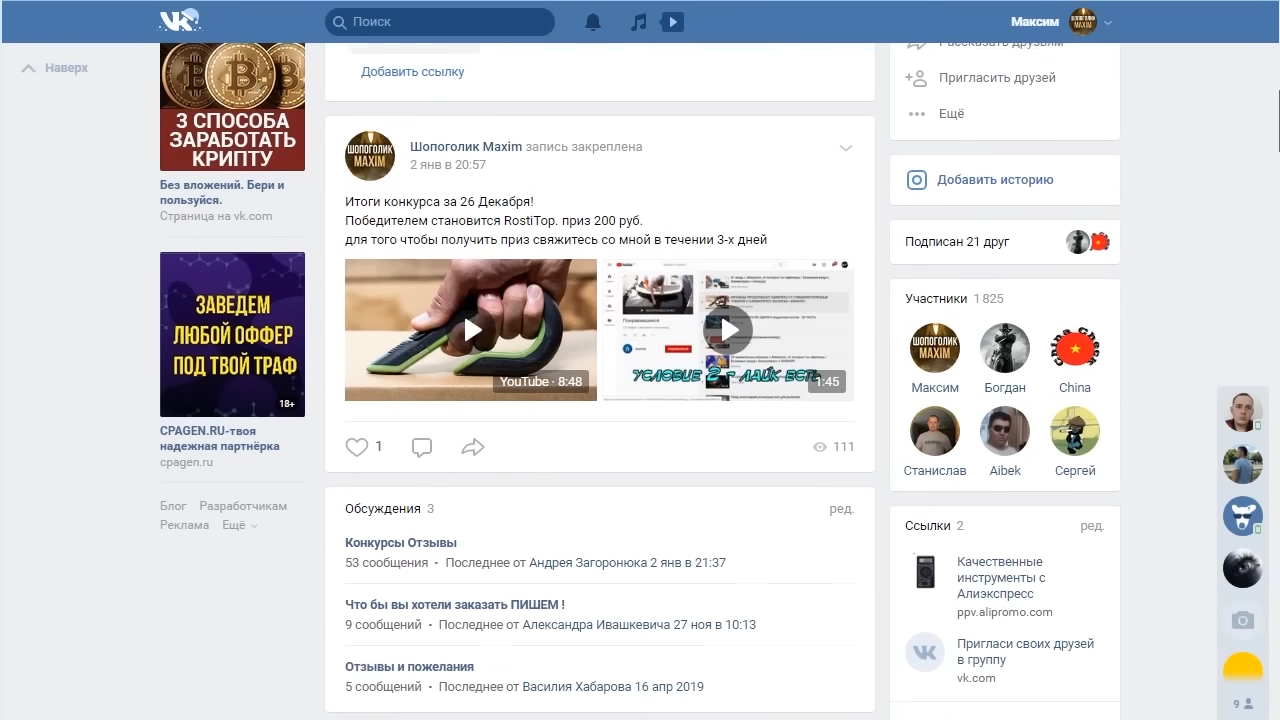 VK
Поиск
Максим
Наверх
3 СПОСОБА
ЗАРАБОТАТЬ
КРИПТУ
Без вложений. Бери и
пользуйся.
Страница на vk.com
ЗАВЕДЕМ
ЛЮБОЙ ОФФЕР
ПОД ТВОЙ ТРАФ
18+
CPAGEN.RU-твоя
надежная партнёрка
cpagen.ru
Блог Разработчикам
Реклама Ещё
Добавить ссылку
ШОПОГОЛИК
MAXIM
Шопоголик Maxim запись закреплена
2 янв в 20:57
Итоги конкурса за 26 Декабря!
Победителем становится RostiTop. приз 200 руб.
для того чтобы получить приз свяжитесь со мной в течении 3-х дней
YouTube · 8:48
УСЛОВИЕ 2 - ЛАЙК ЕСТЬ
1:45
1
111
Обсуждения 3
ред.
Конкурсы Отзывы
53 сообщения • Последнее от Андрея Загоронюка 2 янв в 21:37
Что бы вы хотели заказать ПИШЕМ !
9 сообщений • Последнее от Александра Ивашкевича 27 ноя в 10:13
Отзывы и пожелания
5 сообщений • Последнее от Василия Хабарова 16 апр 2019
Рассказать друзьям
Пригласить друзей
Ещё
Добавить историю
Подписан 21 друг
Участники 1 825
ШОПОГОЛИК
MAXIM
Максим Богдан China
Станислав Aibek Сергей
Ссылки 2
ред.
Качественные
инструменты с
Алиэкспресс
ppv.alipromo.com
Пригласи своих друзей
в группу
vk.com
9